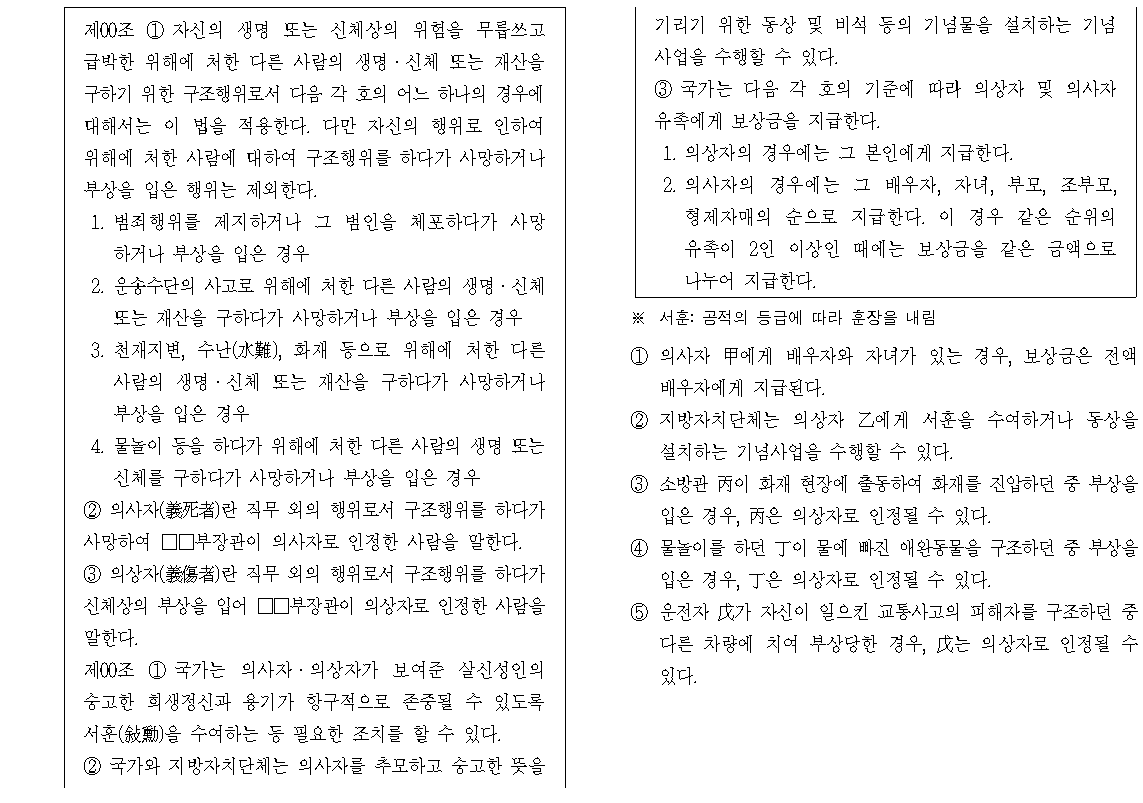 제00조 ① 자신의 생명 또는 신체상의 위험을 무릅쓰고
급박한 위해에 처한 다른 사람의 생명·신체 또는 재산을
구하기 위한 구조행위로서 다음 각 호의 어느 하나의 경우에
대해서는 이 법을 적용한다. 다만 자신의 행위로 인하여
위해에 처한 사람에 대하여 구조행위를 하다가 사망하거나
부상을 입은 행위는 제외한다.
1. 범죄행위를 제지하거나 그 범인을 체포하다가 사망
하거나 부상을 입은 경우
2. 운송수단의 사고로 위해에 처한 다른 사람의 생명·신체
또는 재산을 구하다가 사망하거나 부상을 입은 경우
3. 천재지변, 수난(水難), 화재 등으로 위해에 처한 다른
사람의 생명·신체 또는 재산을 구하다가 사망하거나
부상을 입은 경우
4. 물놀이 등을 하다가 위해에 처한 다른 사람의 생명 또는
신체를 구하다가 사망하거나 부상을 입은 경우
② 의사자(義死者)란 직무 외의 행위로서 구조행위를 하다가
사망하여 □□부장관이 의사자로 인정한 사람을 말한다.
③ 의상자(義傷者)란 직무 외의 행위로서 구조행위를 하다가
신체상의 부상을 입어 □□부장관이 의상자로 인정한 사람을
말한다.
제00조 ① 국가는 의사자·의상자가 보여준 살신성인의
숭고한 희생정신과 용기가 항구적으로 존중될 수 있도록
서훈(敍勳)을 수여하는 등 필요한 조치를 할 수 있다.
② 국가와 지방자치단체는 의사자를 추모하고 숭고한 뜻을
기리기 위한 동상 및 비석 등의 기념물을 설치하는 기념
사업을 수행할 수 있다.
③ 국가는 다음 각 호의 기준에 따라 의상자 및 의사자
유족에게 보상금을 지급한다.
1. 의상자의 경우에는 그 본인에게 지급한다.
2. 의사자의 경우에는 그 배우자, 자녀, 부모, 조부모,
형제자매의 순으로 지급한다. 이 경우 같은 순위의
유족이 2인 이상인 때에는 보상금을 같은 금액으로
나누어 지급한다.
※ 서훈: 공적의 등급에 따라 훈장을 내림
① 의사자 甲에게 배우자와 자녀가 있는 경우, 보상금은 전액
배우자에게 지급된다.
② 지방자치단체는 의상자 乙에게 서훈을 수여하거나 동상을
설치하는 기념사업을 수행할 수 있다.
③ 소방관 丙이 화재 현장에 출동하여 화재를 진압하던 중 부상을
입은 경우, 丙은 의상자로 인정될 수 있다.
④ 물놀이를 하던 丁이 물에 빠진 애완동물을 구조하던 중 부상을
입은 경우, 丁은 의상자로 인정될 수 있다.
⑤ 운전자 戊가 자신이 일으킨 교통사고의 피해자를 구조하던 중
다른 차량에 치여 부상당한 경우, 戊는 의상자로 인정될 수
있다.